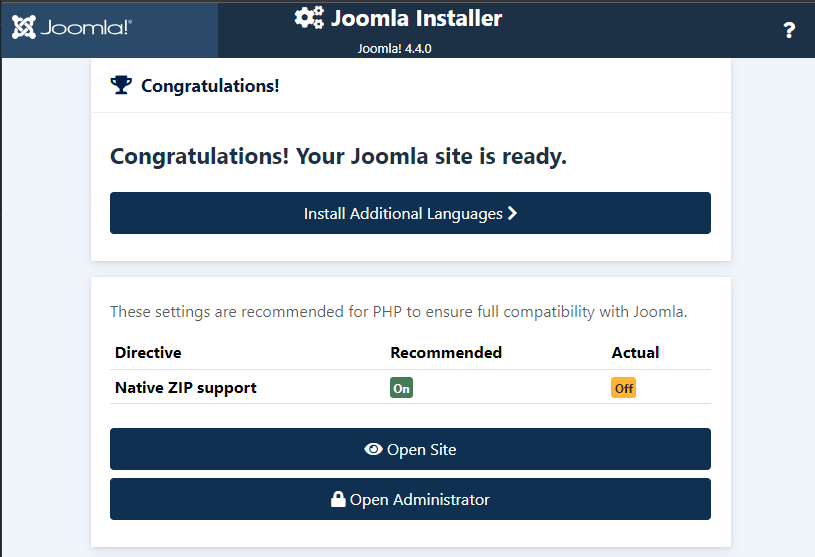 Joomla!®
Joomla Installer
Joomla! 4.4.0
?
Congratulations!
Congratulations! Your Joomla site is ready.
Install Additional Languages
These settings are recommended for PHP to ensure full compatibility with Joomla.
Directive Recommended Actual
Native ZIP support On Off
Open Site
Open Administrator